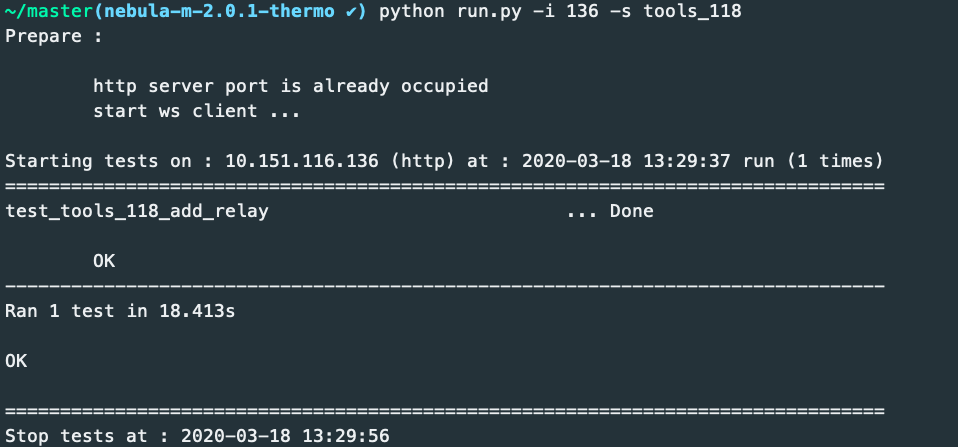 ~/master(nebula-m-2.0.1-thermo ✔) python run.py -i 136 -s tools_118
Prepare :
http server port is already occupied
start ws client ...
Starting tests on : 10.151.116.136 (http) at : 2020-03-18 13:29:37 run (1 times)
================================================================================
test_tools_118_add_relay                           ... Done
OK
--------------------------------------------------------------------------------
Ran 1 test in 18.413s
OK
================================================================================
Stop tests at : 2020-03-18 13:29:56